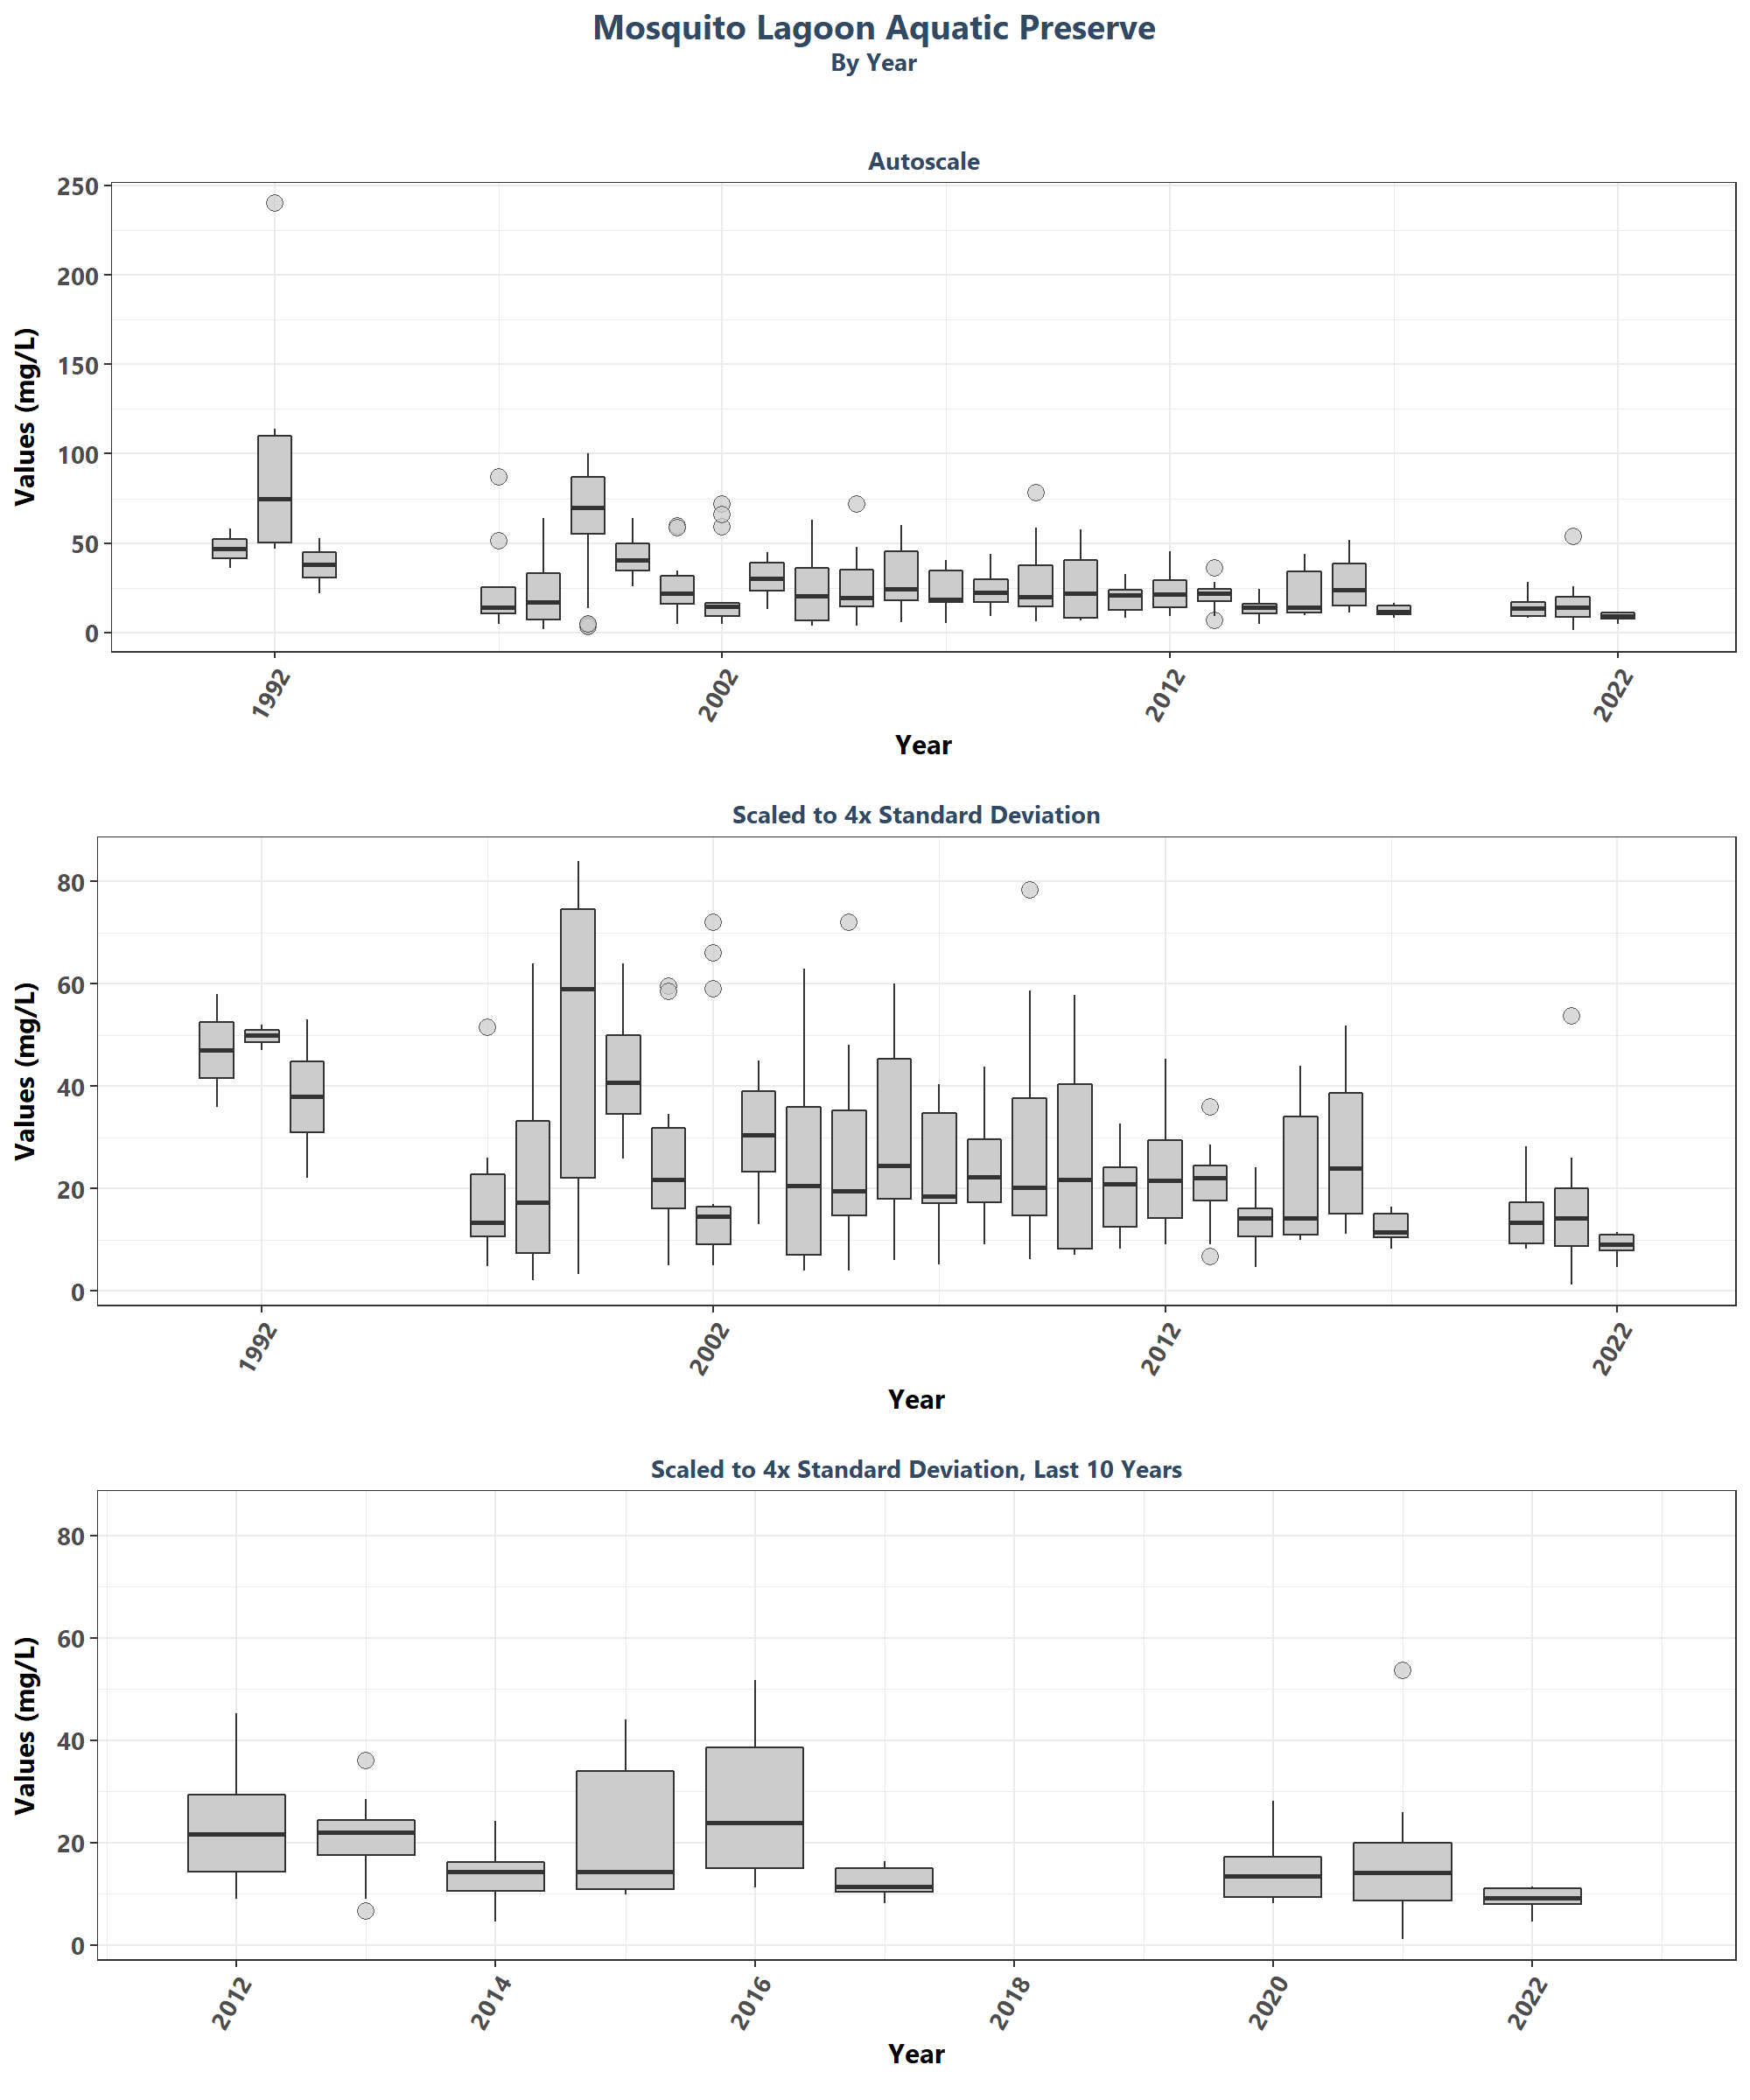 Mosquito Lagoon Aquatic Preserve
By Year
Autoscale
Values (mg/L)
250
200
150
100
50
0
1992
2002
2012
2022
Year
Scaled to 4x Standard Deviation
Values (mg/L)
80
60
40
20
0
1992
2002
2012
2022
Year
Scaled to 4x Standard Deviation, Last 10 Years
Values (mg/L)
80
60
40
20
0
2012
2014
2016
2018
2020
2022
Year